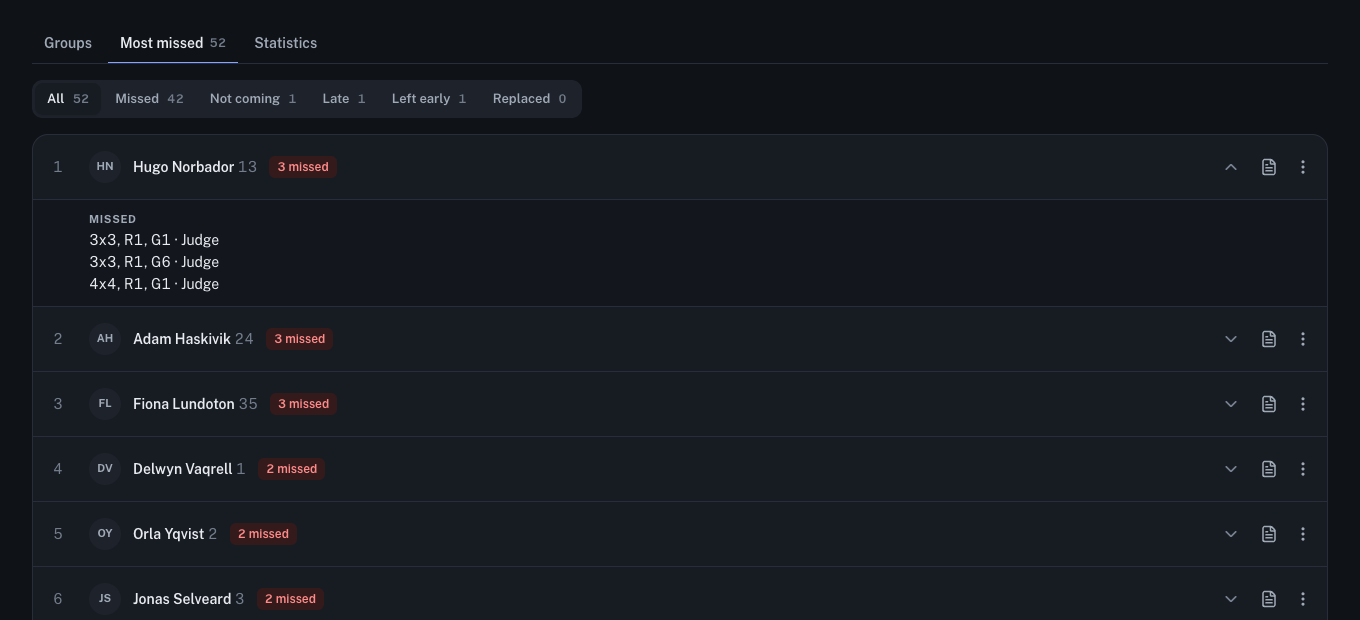 Groups Most missed 52 Statistics
All 52 Missed 42 Not coming 1 Late 1 Left early 1 Replaced 0
1 HN Hugo Norbador 13 3 missed
MISSED
3x3, R1, G1 · Judge
3x3, R1, G6 · Judge
4x4, R1, G1 · Judge
2 AH Adam Haskivik 24 3 missed
3 FL Fiona Lundoton 35 3 missed
4 DV Delwyn Vaqrell 1 2 missed
5 OY Orla Yqvist 2 2 missed
6 JS Jonas Selveard 3 2 missed